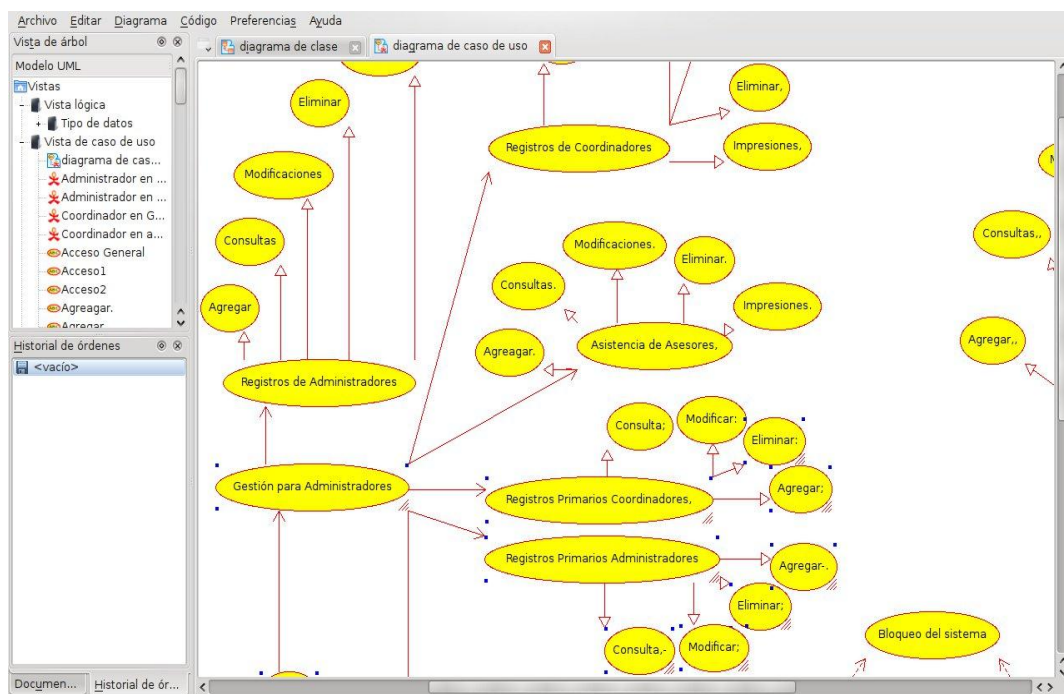 Archivo Editar Diagrama Código Preferencias Ayuda
Vista de árbol
diagrama de clase
diagrama de caso de uso
Modelo UML
Vistas
Vista lógica
Tipo de datos
Vista de caso de uso
diagrama de cas...
Administrador en ...
Administrador en ...
Coordinador en G...
Coordinador en a...
Acceso General
Acceso1
Acceso2
Agreagar.
Agregar
Historial de órdenes
<vacío>
Documen...
Historial de ór...
Eliminar
Modificaciones
Consultas
Agregar
Registros de Administradores
Gestión para Administradores
Registros de Coordinadores
Eliminar,
Impresiones,
Modificaciones.
Eliminar.
Consultas.
Impresiones.
Agreagar.
Asistencia de Asesores,
Consulta;
Modificar:
Eliminar:
Registros Primarios Coordinadores,
Agregar;
Registros Primarios Administradores
Agregar-.
Eliminar;
Consulta,-
Modificar;
Consultas,,
Agregar,,
Bloqueo del sistema